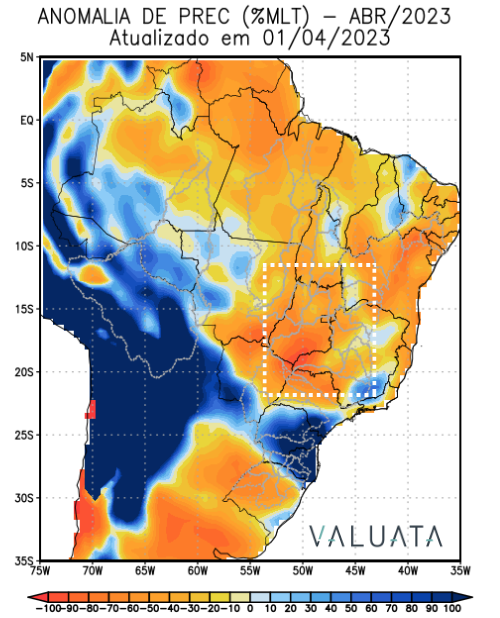 ANOMALIA DE PREC (%MLT) – ABR/2023
Atualizado em 01/04/2023
5N
EQ
5S
10S
15S
20S
25S
30S
35S
VALUATA
75W 70W 65W 60W 55W 50W 45W 40W 35W
-100-90-80-70-60-50-40-30-20-10 0 10 20 30 40 50 60 70 80 90 100